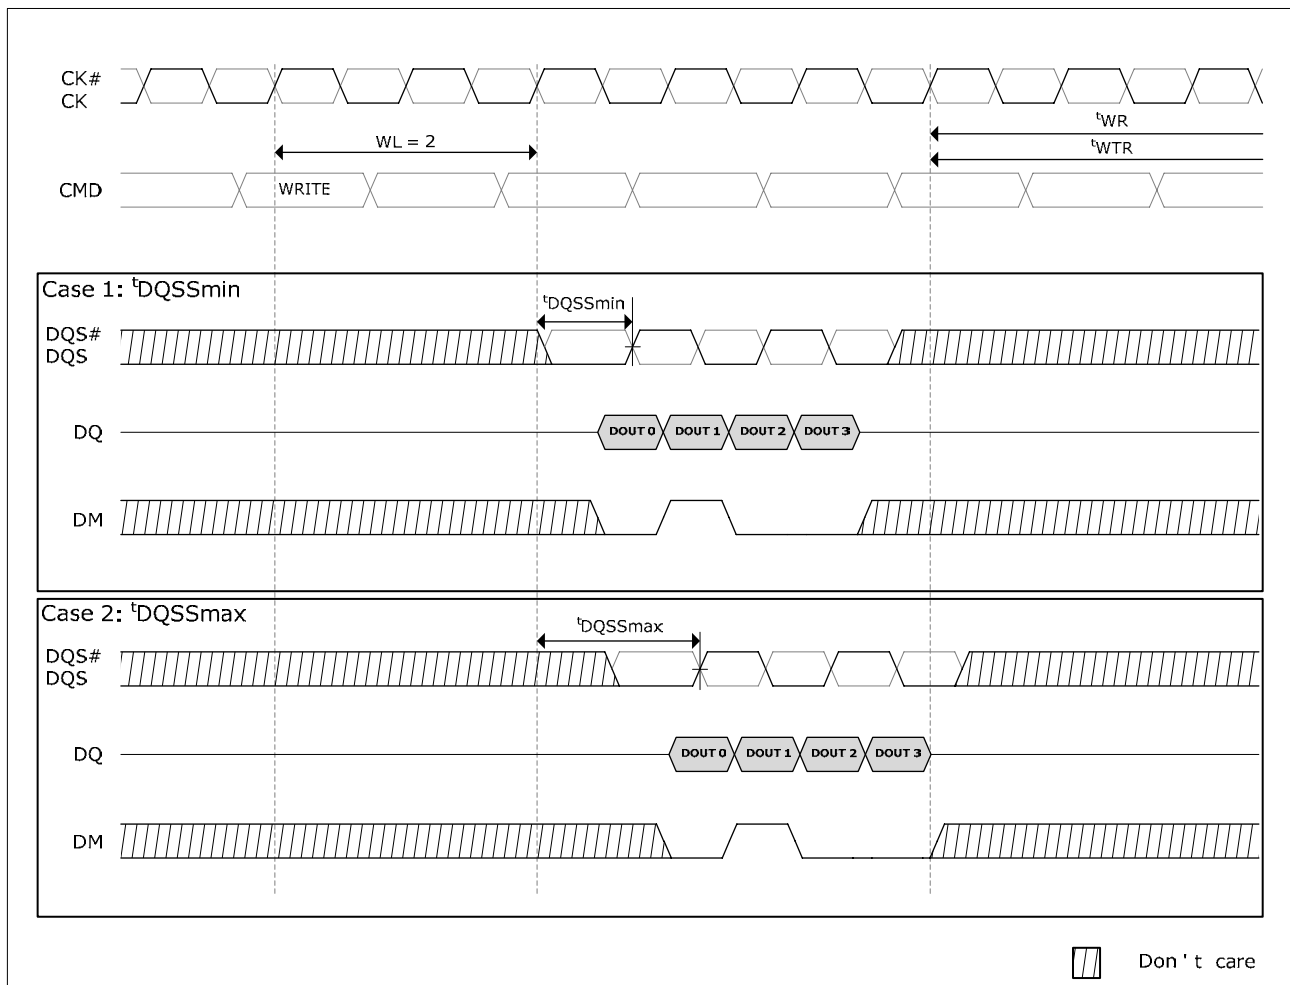 CK#
CK
WL = 2
tWR
tWTR
CMD
WRITE
Case 1: tDQSSmin
tDQSSmin
DQS#
DQS
DQ
DOUT 0 DOUT 1 DOUT 2 DOUT 3
DM
Case 2: tDQSSmax
tDQSSmax
DQS#
DQS
DQ
DOUT 0 DOUT 1 DOUT 2 DOUT 3
DM
Don ' t care